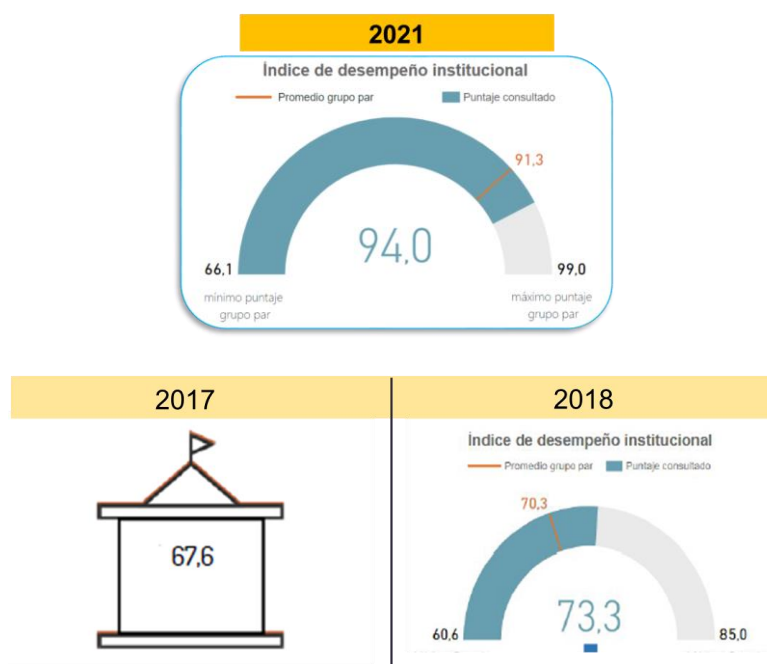 2021
Índice de desempeño institucional
Promedio grupo par Puntaje consultado
91,3
94,0
66,1 99,0
mínimo puntaje máximo puntaje
grupo par grupo par
2017 2018
Índice de desempeño institucional
Promedio grupo par Puntaje consultado
70,3
67,6
73,3
60,6 85,0